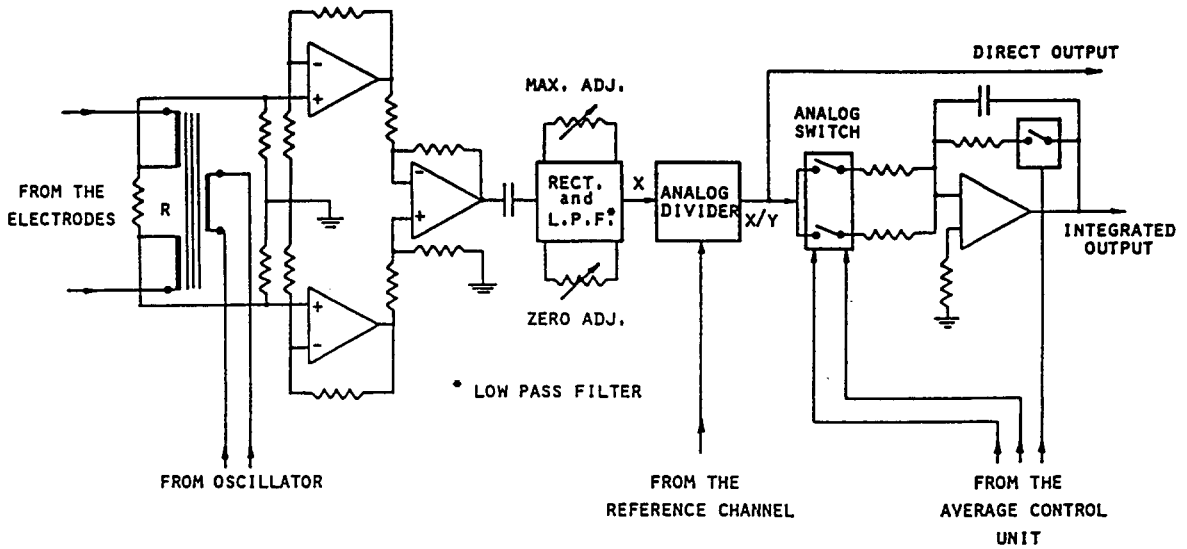 DIRECT OUTPUT
MAX. ADJ.
ANALOG
SWITCH
-
+
FROM THE
ELECTRODES
R
-
+
RECT.
and
L.P.F.*
X
ANALOG
DIVIDER
X/Y
INTEGRATED
OUTPUT
+
-
ZERO ADJ.
* LOW PASS FILTER
FROM OSCILLATOR
FROM THE
REFERENCE CHANNEL
FROM THE
AVERAGE CONTROL
UNIT